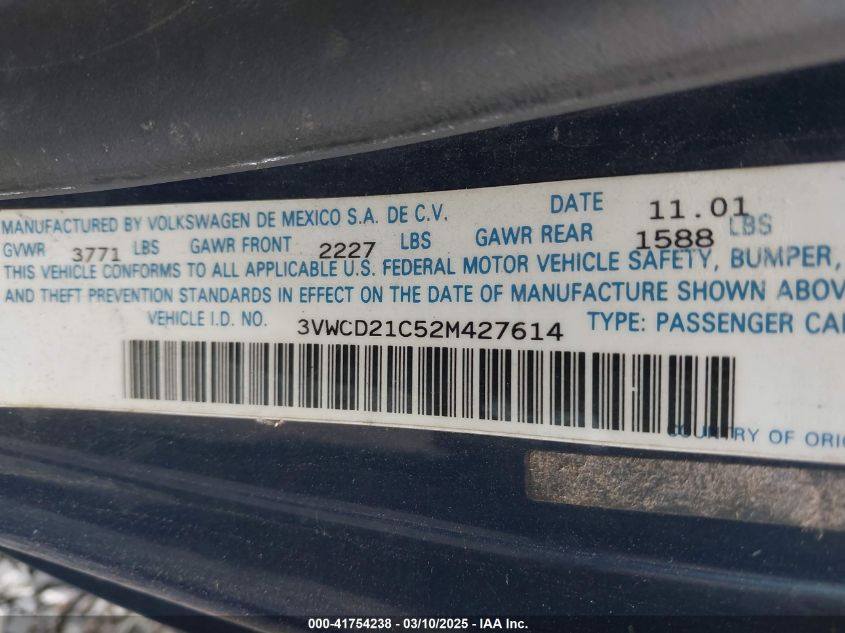 MANUFACTURED BY VOLKSWAGEN DE MEXICO S.A. DE C.V. DATE 11.01
GVWR 3771 LBS GAWR FRONT 2227 LBS GAWR REAR 1588 LBS
THIS VEHICLE CONFORMS TO ALL APPLICABLE U.S. FEDERAL MOTOR VEHICLE SAFETY, BUMPER,
AND THEFT PREVENTION STANDARDS IN EFFECT ON THE DATE OF MANUFACTURE SHOWN ABOV
VEHICLE I.D. NO. 3VWCD21C52M427614 TYPE: PASSENGER CA
COUNTRY OF ORI
000-41754238 - 03/10/2025 - IAA Inc.